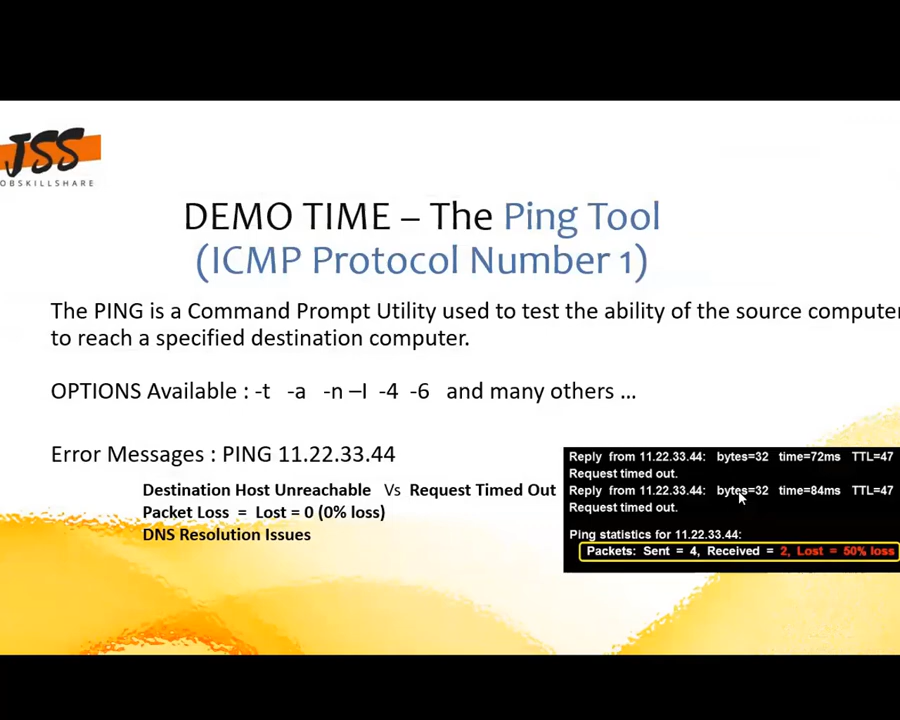 JSS
OBSKILLSHARE
DEMO TIME – The Ping Tool
(ICMP Protocol Number 1)
The PING is a Command Prompt Utility used to test the ability of the source computer
to reach a specified destination computer.
OPTIONS Available : -t -a -n –I -4 -6 and many others ...
Error Messages : PING 11.22.33.44
Destination Host Unreachable Vs Request Timed Out
Packet Loss = Lost = 0 (0% loss)
DNS Resolution Issues
Reply from 11.22.33.44: bytes=32 time=72ms TTL=47
Request timed out.
Reply from 11.22.33.44: bytes=32 time=84ms TTL=47
Request timed out.
Ping statistics for 11.22.33.44:
Packets: Sent = 4, Received = 2, Lost = 50% loss